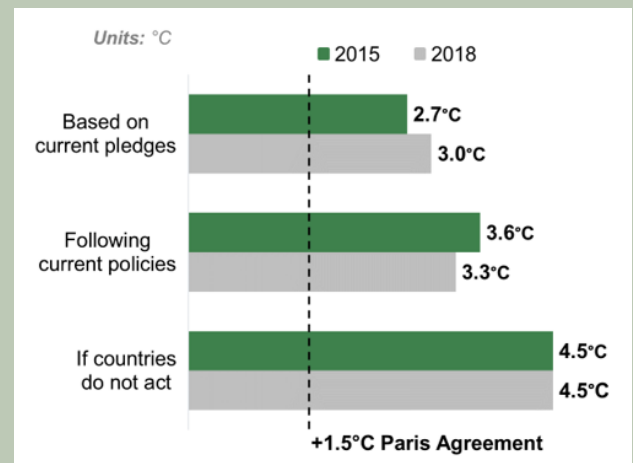 Units: °C
2015 2018
Based on
current pledges
2.7°C
3.0°C
Following
current policies
3.6°C
3.3°C
If countries
do not act
4.5°C
4.5°C
+1.5°C Paris Agreement